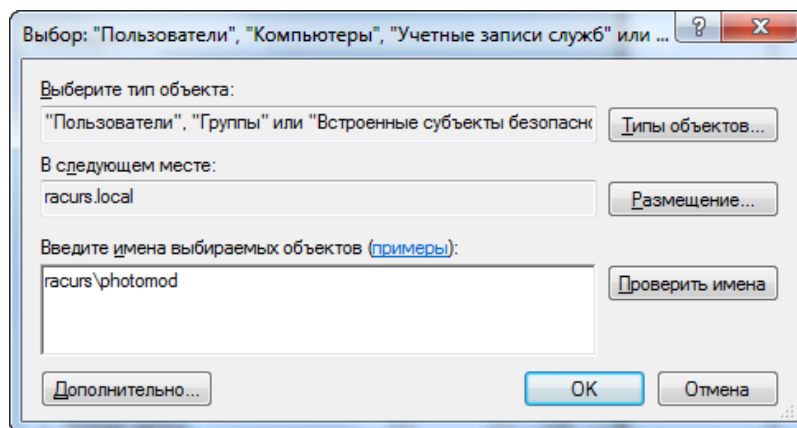 Выбор: "Пользователи", "Компьютеры", "Учетные записи служб" или ...
Выберите тип объекта:
"Пользователи", "Группы" или "Встроенные субъекты безопасно
Типы объектов...
В следующем месте:
racurs.local
Размещение...
Введите имена выбираемых объектов (примеры):
racurs\photomod
Проверить имена
Дополнительно...
OK
Отмена